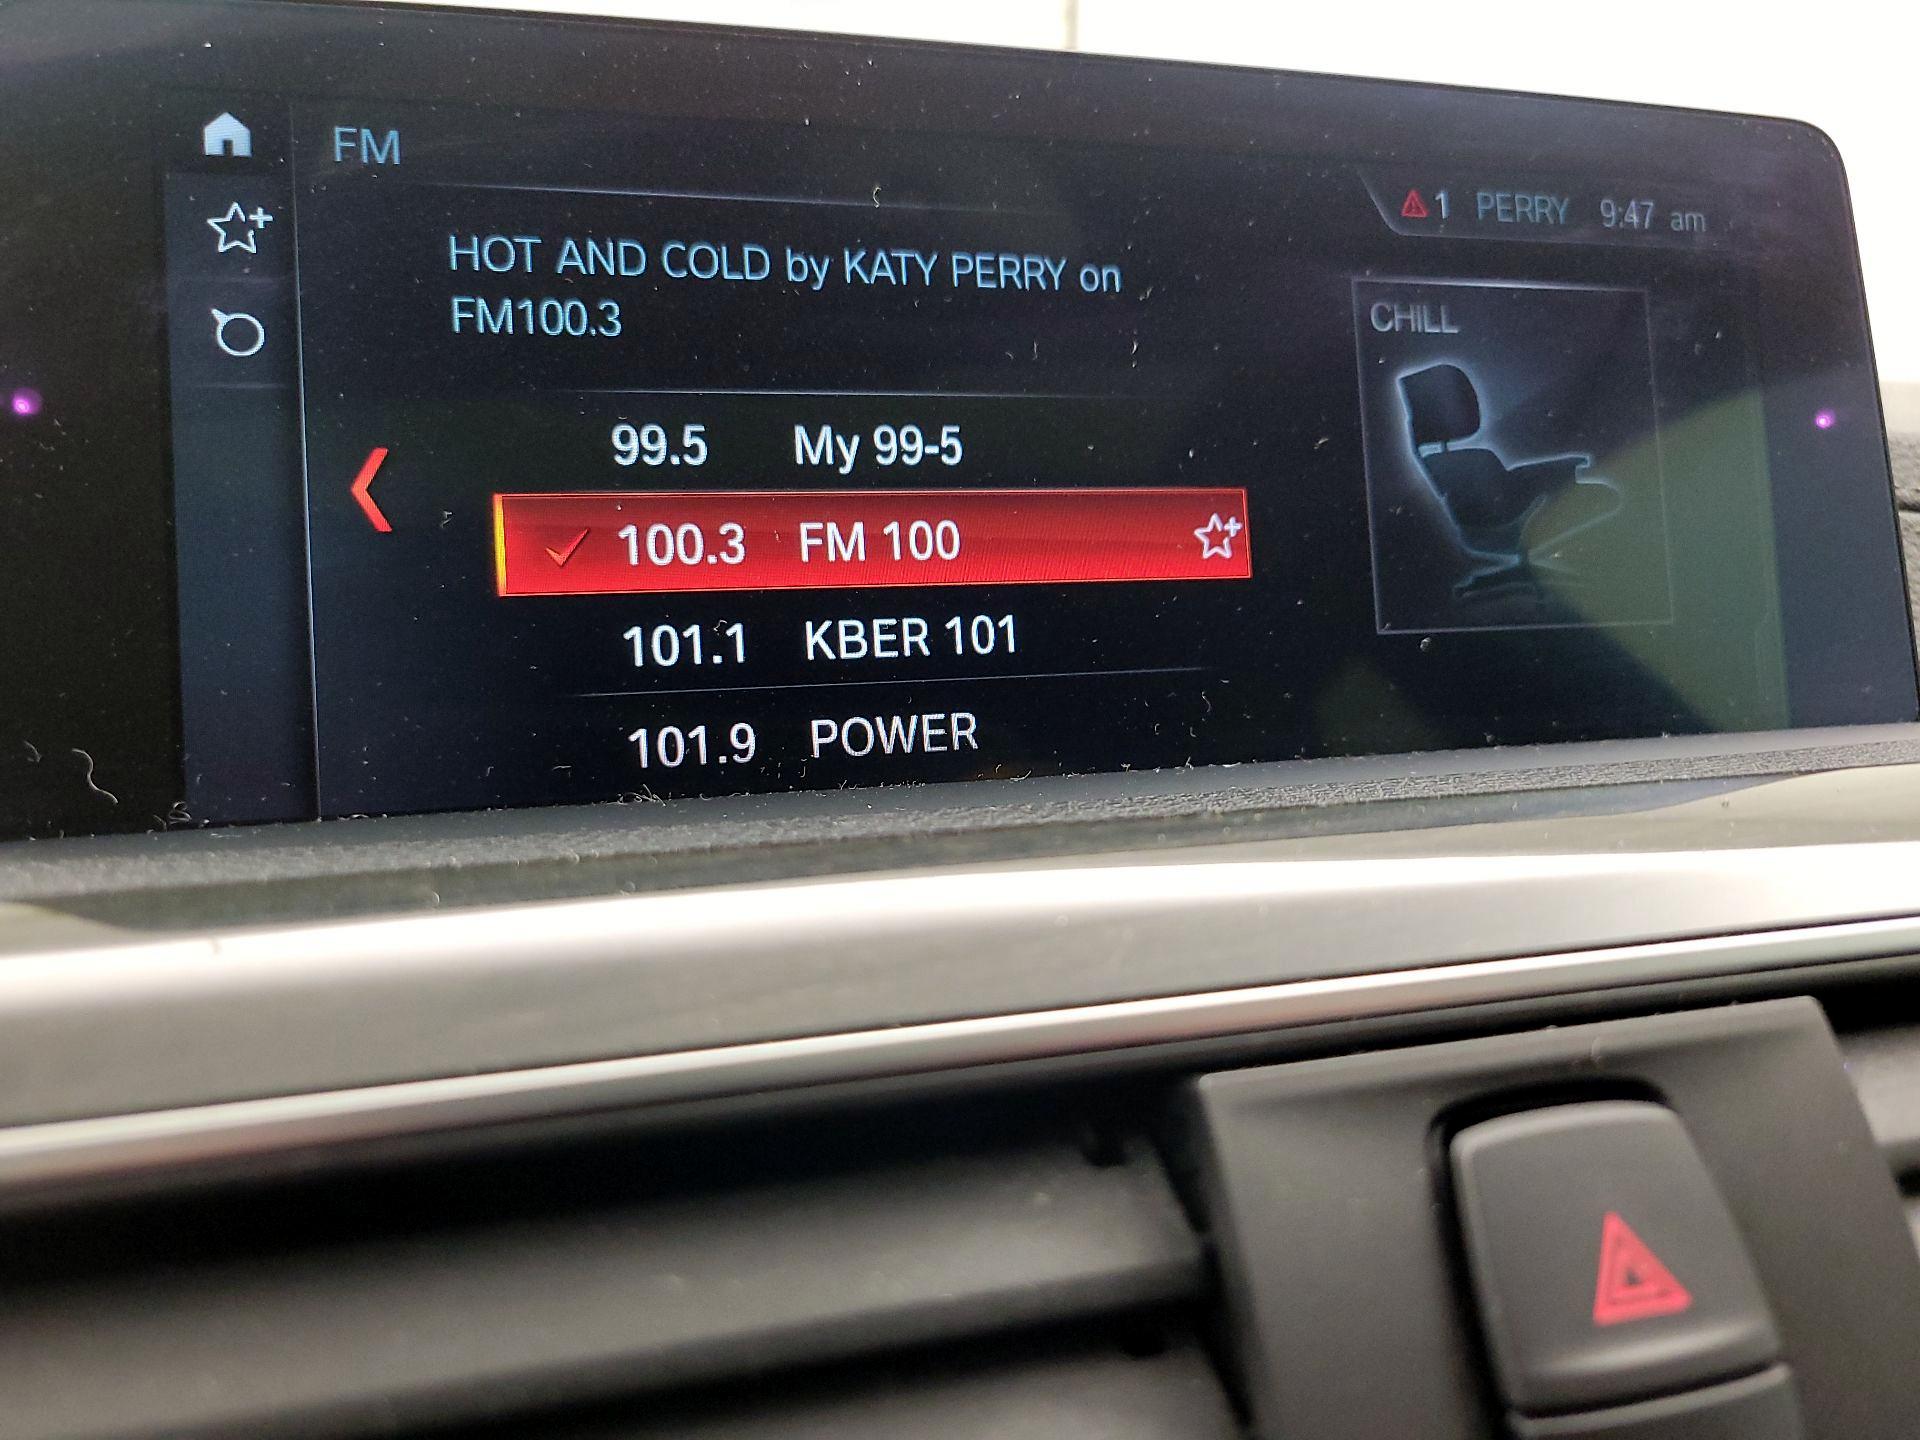 FM
1 PERRY 9:47 am
HOT AND COLD by KATY PERRY on
FM100.3
CHILL
99.5 My 99-5
100.3 FM 100
101.1 KBER 101
101.9 POWER